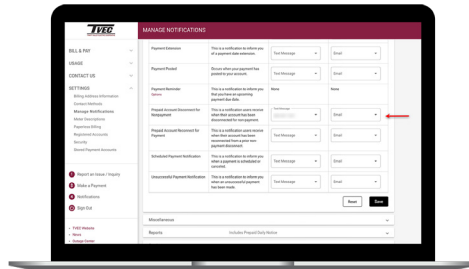 TVEC
MANAGE NOTIFICATIONS
BILL & PAY
USAGE
CONTACT US
SETTINGS
Billing Address Information
Contact Methods
Manage Notifications
Meter Descriptions
Paperless Billing
Registered Accounts
Security
Stored Payment Accounts
Report an Issue / Inquiry
Make a Payment
Notifications
Sign Out
TVEC Website
News
Outage Center
Payment Extension
This is a notification to inform you
of a payment date extension.
Text Message
Email
Payment Posted
Occurs when your payment has
posted to your account.
Text Message
Email
Payment Reminder
Options
This is a notification to inform you
that you have an upcoming
payment due date.
None
None
Prepaid Account Disconnect for
Nonpayment
This is a notification users receive
when their account has been
disconnected for non-payment.
Text Message
Email
Prepaid Account Reconnect for
Payment
This is a notification users receive
when their account has been
reconnected from a prior non-
payment disconnect
Text Message
Email
Scheduled Payment Notification
This is a notification to inform you
when a payment is scheduled or
canceled.
Text Message
Email
Unsuccessful Payment Notification
This is a notification to inform you
when an unsuccessful payment
has been made.
Text Message
Email
Reset
Save
Miscellaneous
Reports
Includes Prepaid Daily Notice